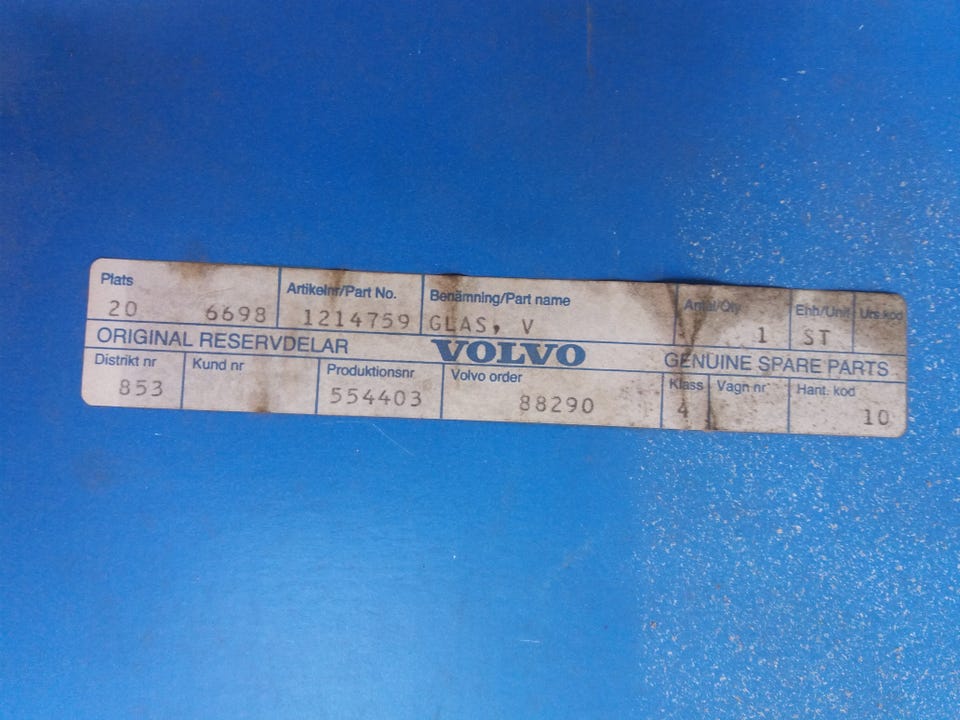 Plats Artikelnr/Part No. Benämning/Part name Antal/Qty Enh/Unit Urs.kod
20 6698 1214759 GLAS, V 1 ST
ORIGINAL RESERVDELAR VOLVO GENUINE SPARE PARTS
Distrikt nr Kund nr Produktionsnr Volvo order Klass Vagn nr Hant. kod
853 554403 88290 4 10